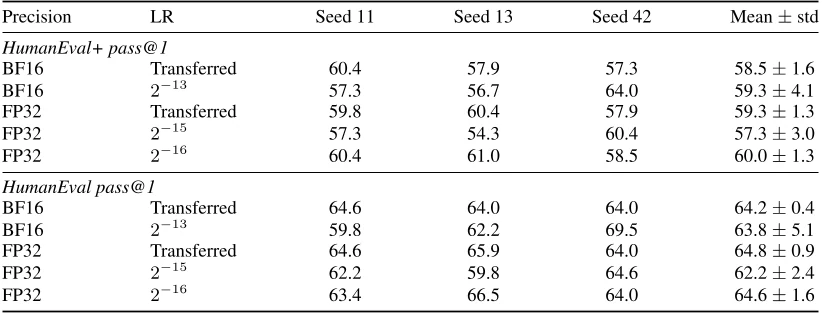 Precision LR Seed 11 Seed 13 Seed 42 Mean ± std
HumanEval+ pass@1
BF16 Transferred 60.4 57.9 57.3 58.5 ± 1.6
BF16 2⁻¹³ 57.3 56.7 64.0 59.3 ± 4.1
FP32 Transferred 59.8 60.4 57.9 59.3 ± 1.3
FP32 2⁻¹⁵ 57.3 54.3 60.4 57.3 ± 3.0
FP32 2⁻¹⁶ 60.4 61.0 58.5 60.0 ± 1.3
HumanEval pass@1
BF16 Transferred 64.6 64.0 64.0 64.2 ± 0.4
BF16 2⁻¹³ 59.8 62.2 69.5 63.8 ± 5.1
FP32 Transferred 64.6 65.9 64.0 64.8 ± 0.9
FP32 2⁻¹⁵ 62.2 59.8 64.6 62.2 ± 2.4
FP32 2⁻¹⁶ 63.4 66.5 64.0 64.6 ± 1.6